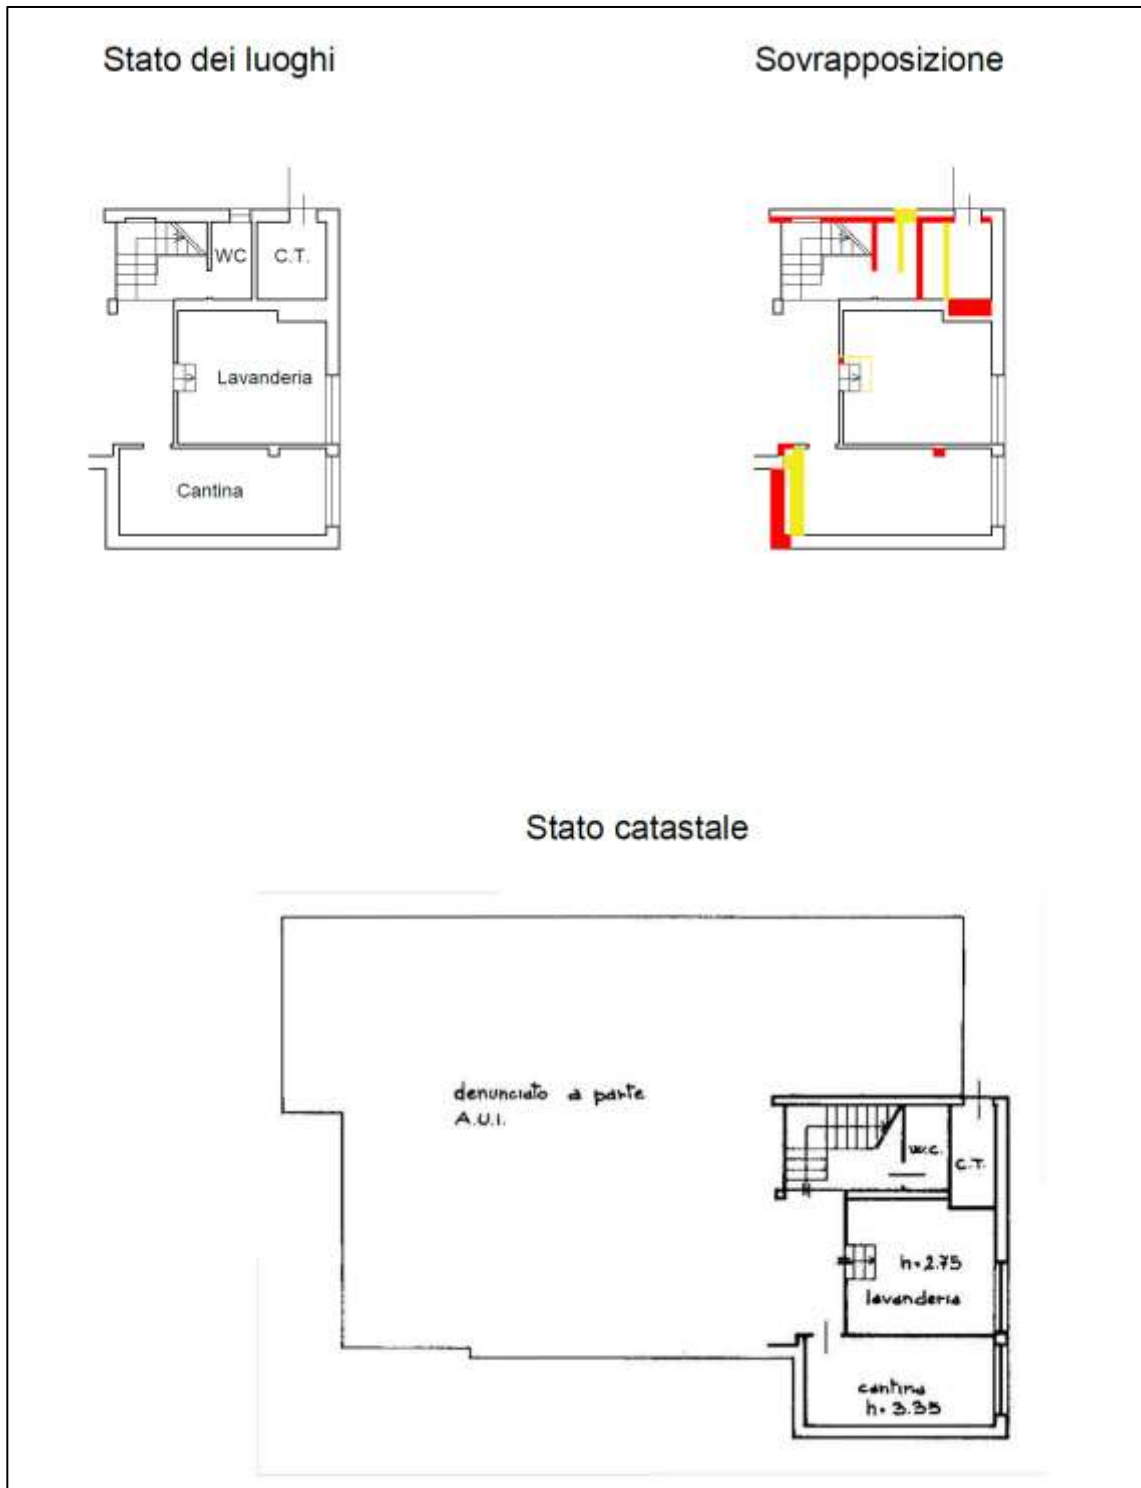 Stato dei luoghi
Sovrapposizione
WC
C.T.
Lavanderia
Cantina
Stato catastale
denunciato a parte
A.U.I.
w.c.
C.T.
h=2.75
lavanderia
cantina
h=3.35